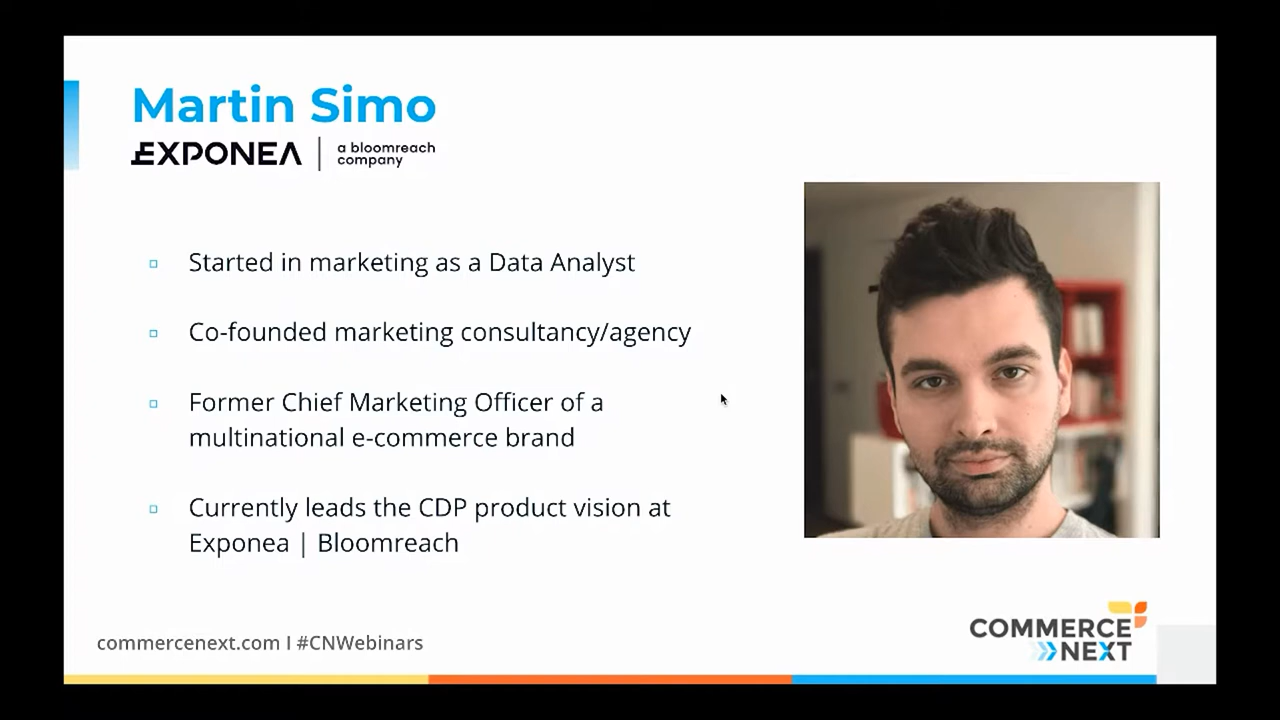 Martin Simo
EXPONEA
a bloomreach
company
Started in marketing as a Data Analyst
Co-founded marketing consultancy/agency
Former Chief Marketing Officer of a
multinational e-commerce brand
Currently leads the CDP product vision at
Exponea | Bloomreach
commercenext.com I #CNWebinars
COMMERCE
NEXT